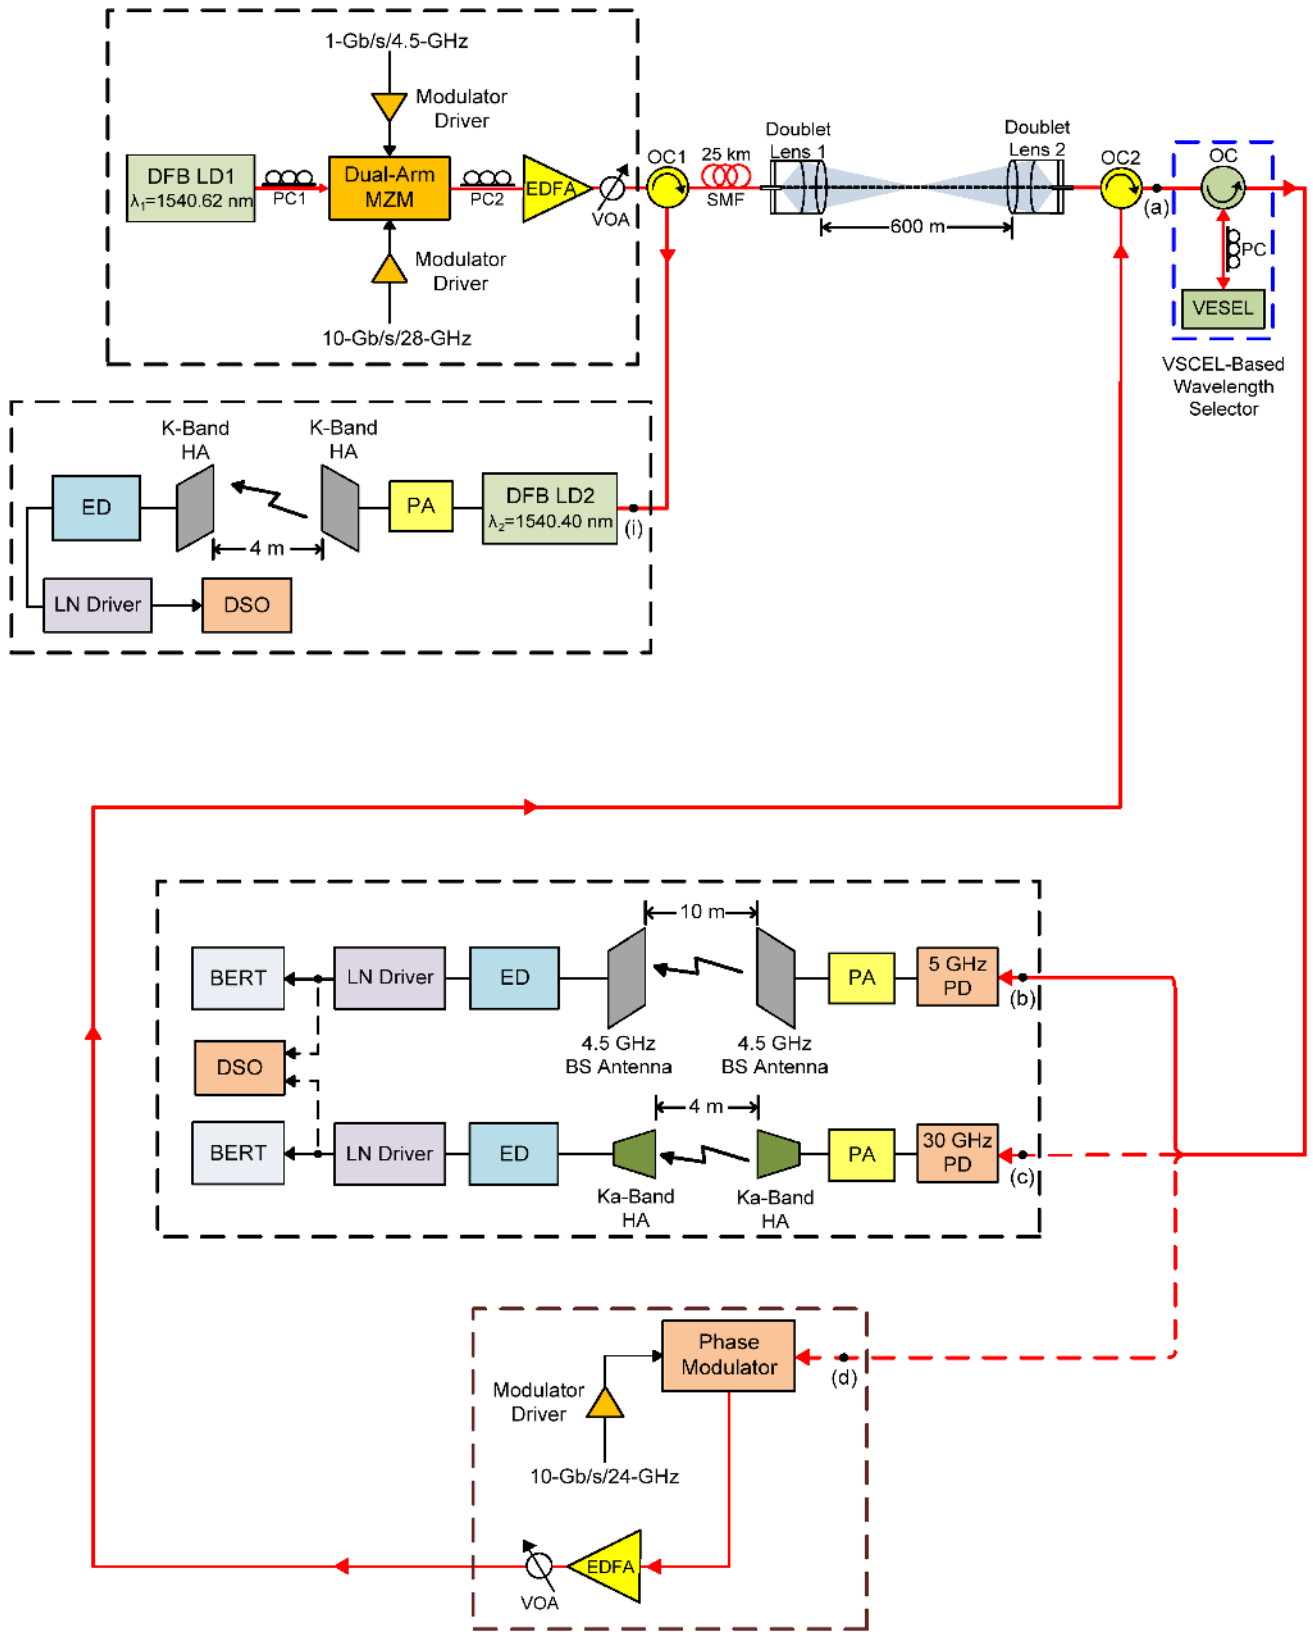 1-Gb/s/4.5-GHz
Modulator
Driver
DFB LD1
λ1=1540.62 nm
PC1
Dual-Arm
MZM
PC2
EDFA
VOA
OC1
25 km
SMF
Doublet
Lens 1
600 m
Doublet
Lens 2
OC2
(a)
OC
PC
VESEL
VSCEL-Based
Wavelength
Selector
Modulator
Driver
10-Gb/s/28-GHz
K-Band
HA
K-Band
HA
ED
4 m
PA
DFB LD2
λ2=1540.40 nm
(i)
LN Driver
DSO
10 m
BERT
LN Driver
ED
PA
5 GHz
PD
(b)
4.5 GHz
BS Antenna
4.5 GHz
BS Antenna
DSO
4 m
BERT
LN Driver
ED
PA
30 GHz
PD
(c)
Ka-Band
HA
Ka-Band
HA
Phase
Modulator
(d)
Modulator
Driver
10-Gb/s/24-GHz
EDFA
VOA